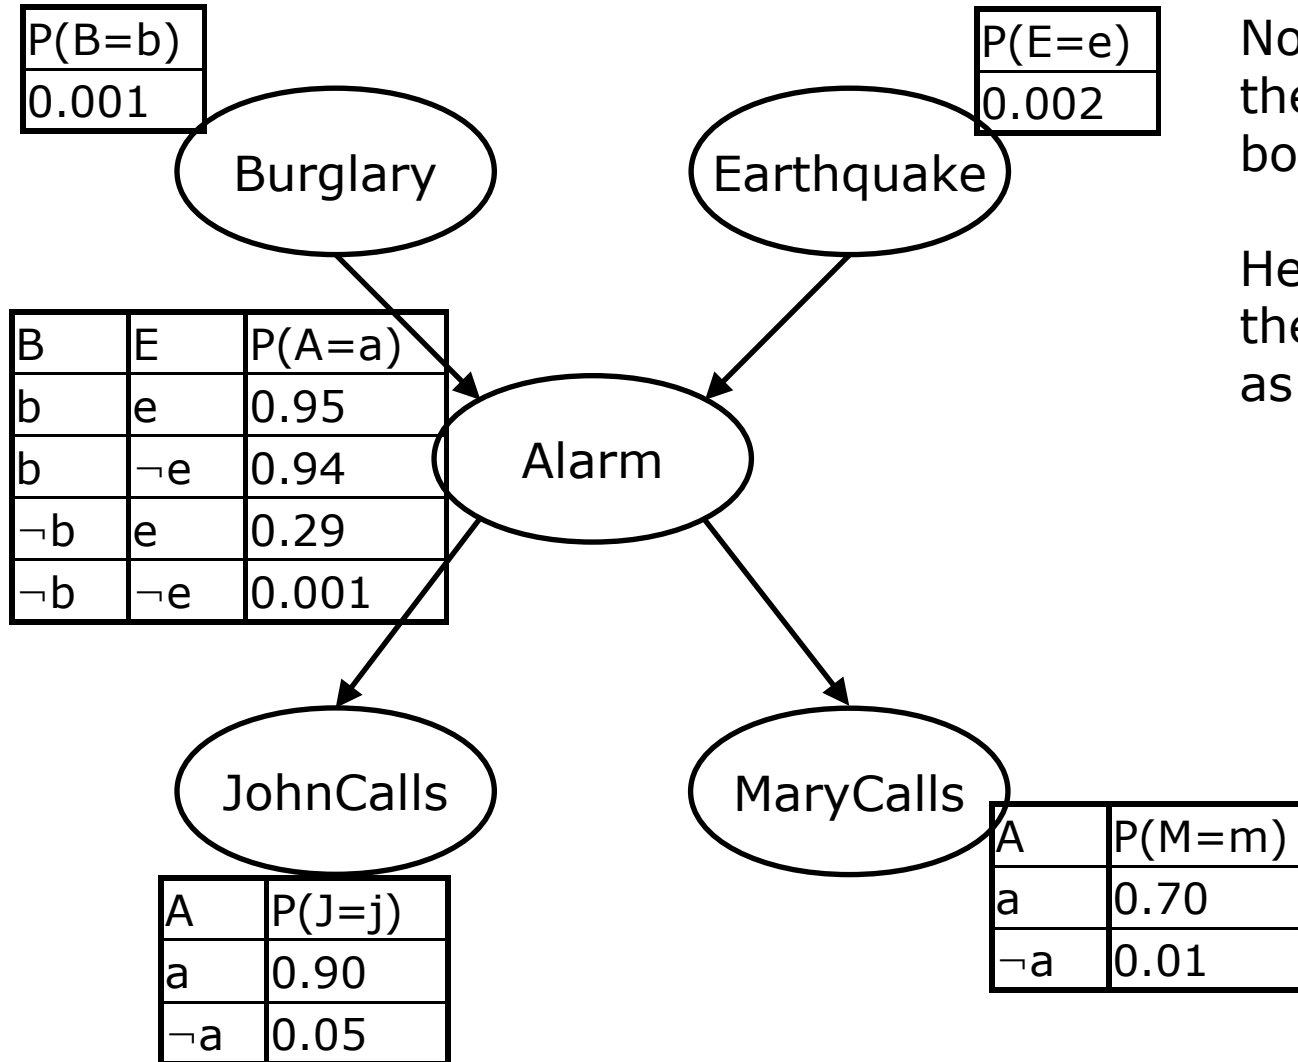 P(B=b)
0.001
P(E=e)
0.002
Burglary
Earthquake
B E P(A=a)
b e 0.95
b ¬e 0.94
¬b e 0.29
¬b ¬e 0.001
Alarm
JohnCalls
MaryCalls
A P(J=j)
a 0.90
¬a 0.05
A P(M=m)
a 0.70
¬a 0.01
as